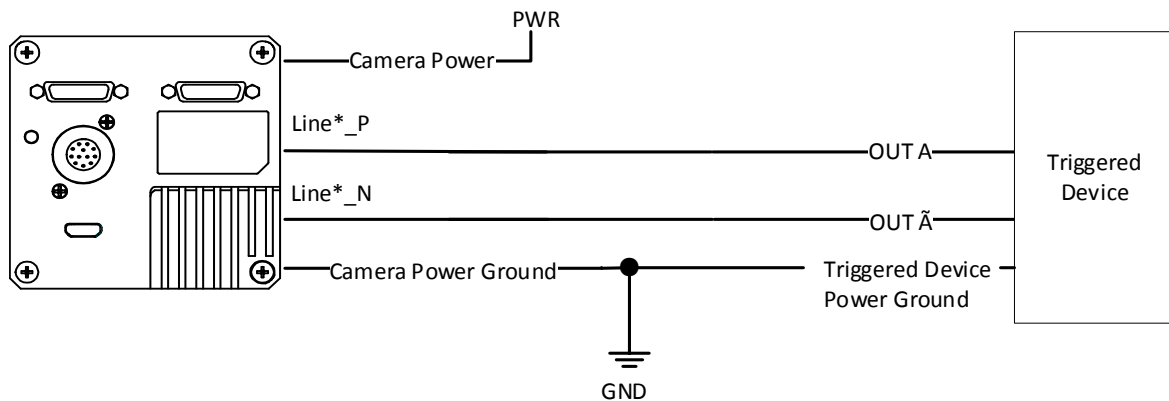 PWR
Camera Power
Line*_P
OUT A
Triggered
Device
Line*_N
OUT Ã
Camera Power Ground
Triggered Device
Power Ground
GND